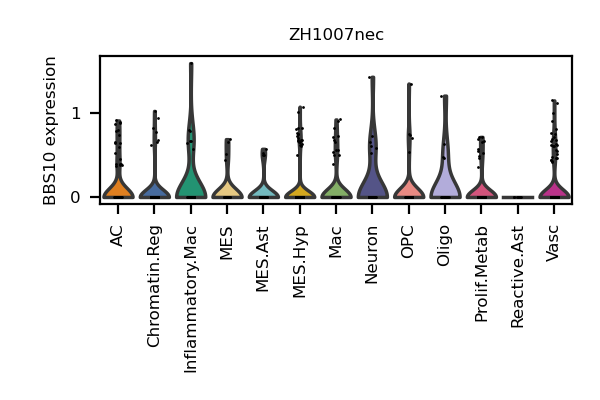 ZH1007nec
BBS10 expression
1
0
AC
Chromatin.Reg
Inflammatory.Mac
MES
MES.Ast
MES.Hyp
Mac
Neuron
OPC
Oligo
Prolif.Metab
Reactive.Ast
Vasc